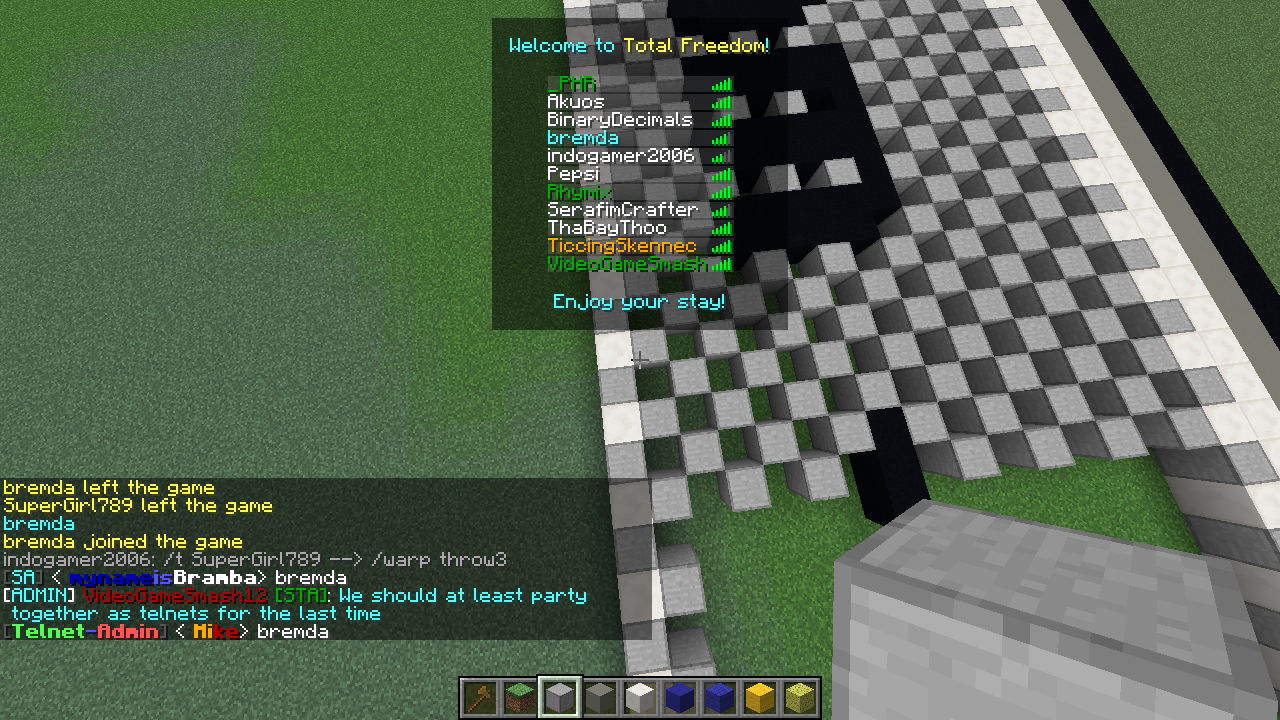 Welcome to Total Freedom!
_PHR
Akuos
BinaryDecimals
bremda
indogamer2006
Pepsi
Rhymix
SerafimCrafter
ThaBayThoo
TiccingSkennec
VideoGameSmash
Enjoy your stay!
bremda left the game
SuperGirl789 left the game
bremda
bremda joined the game
indogamer2006: /t SuperGirl789 --> /warp throw3
[SA] < mynameisBramba> bremda
[ADMIN] VideoGameSmash12 [STA]: We should at least party
together as telnets for the last time
[Telnet-Admin] < Mike> bremda